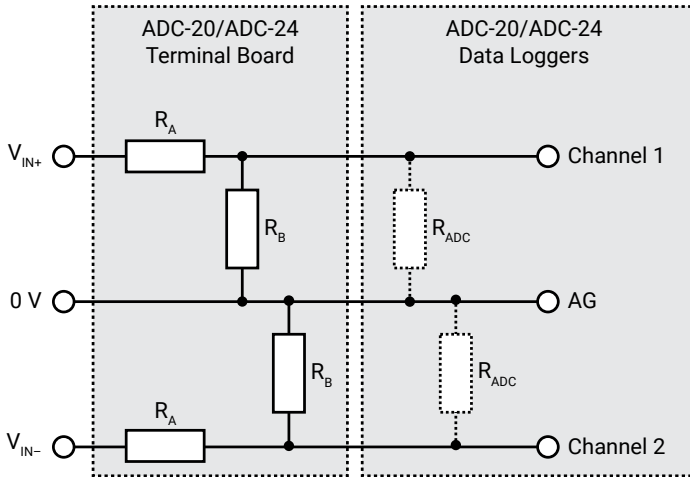 ADC-20/ADC-24
Terminal Board
ADC-20/ADC-24
Data Loggers
R_A
V_IN+
Channel 1
R_B
R_ADC
0 V
AG
R_B
R_ADC
R_A
V_IN−
Channel 2